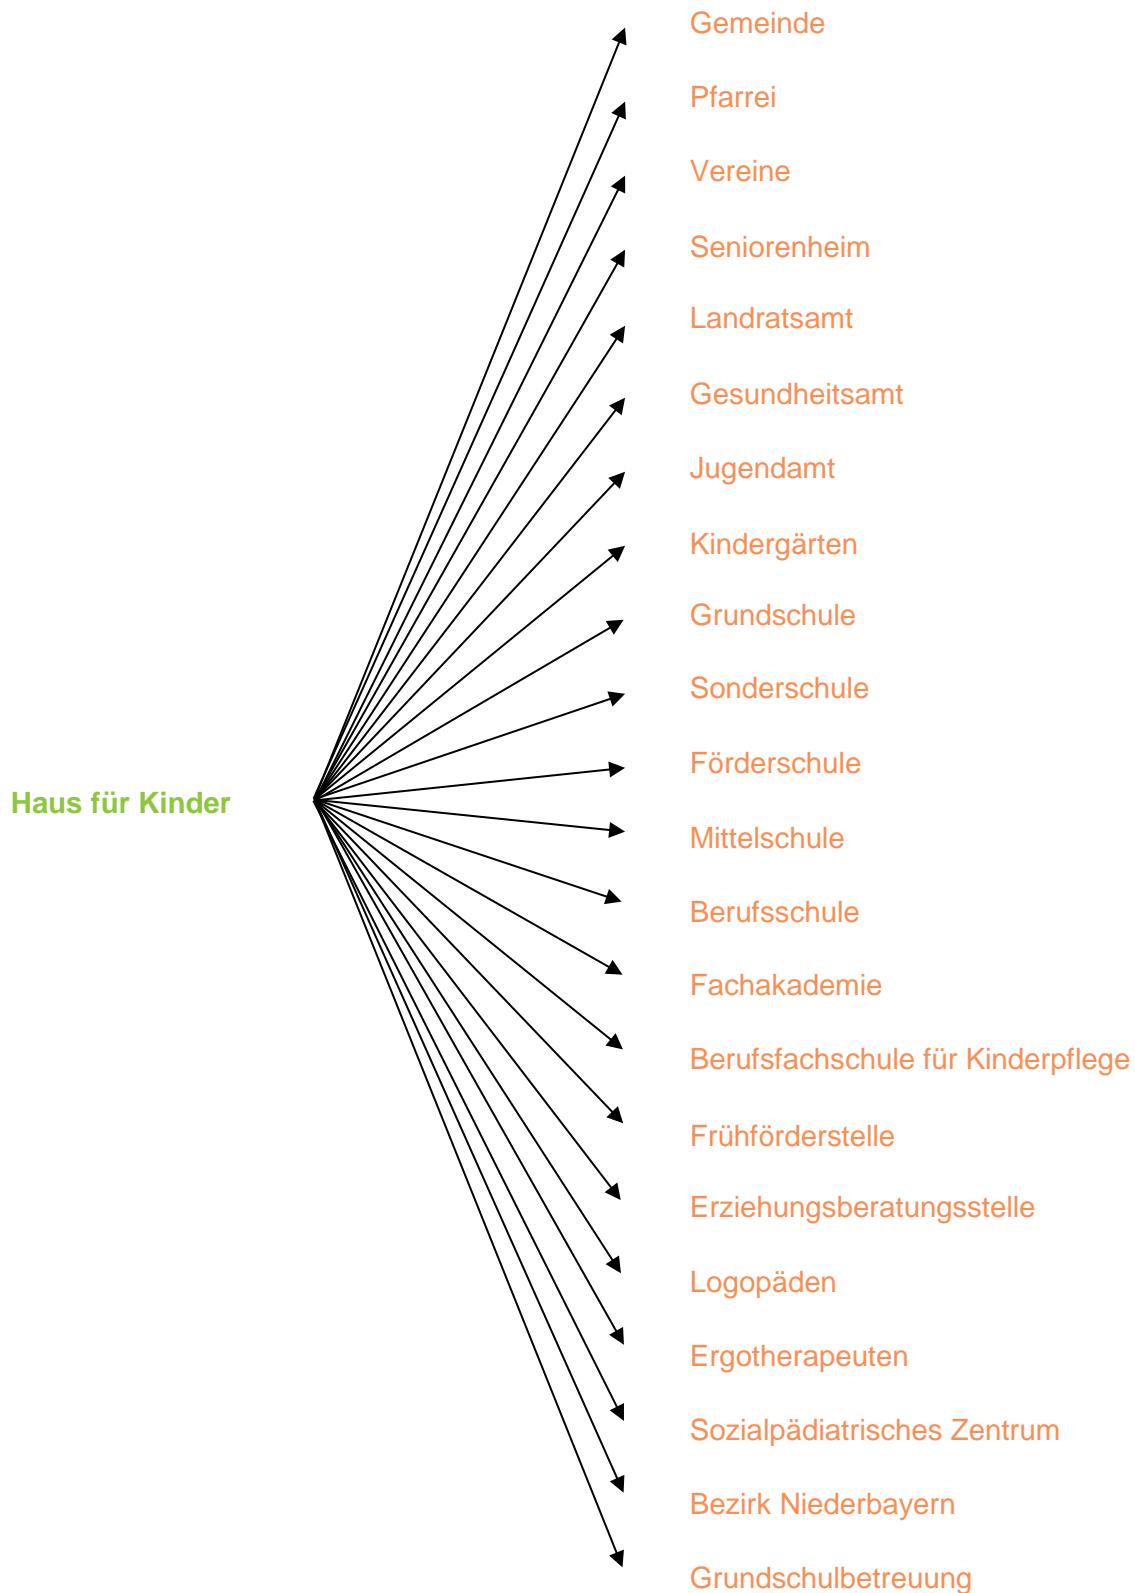 Gemeinde
Pfarrei
Vereine
Seniorenheim
Landratsamt
Gesundheitsamt
Jugendamt
Kindergärten
Grundschule
Sonderschule
Förderschule
Haus für Kinder
Mittelschule
Berufsschule
Fachakademie
Berufsfachschule für Kinderpflege
Frühförderstelle
Erziehungsberatungsstelle
Logopäden
Ergotherapeuten
Sozialpädiatrisches Zentrum
Bezirk Niederbayern
Grundschulbetreuung